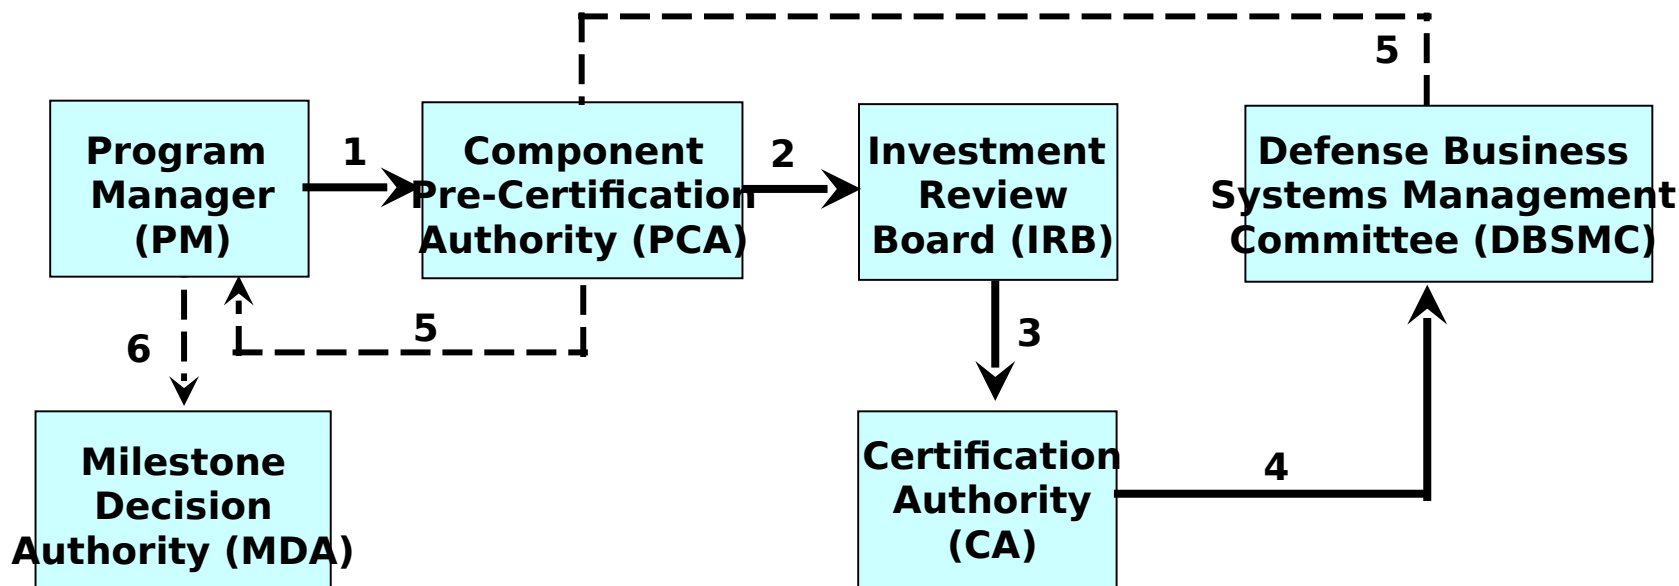 5
Program
Manager
(PM)
1
Component
Pre-Certification
Authority (PCA)
2
Investment
Review
Board (IRB)
Defense Business
Systems Management
Committee (DBSMC)
6
5
3
Milestone
Decision
Authority (MDA)
Certification
Authority
(CA)
4